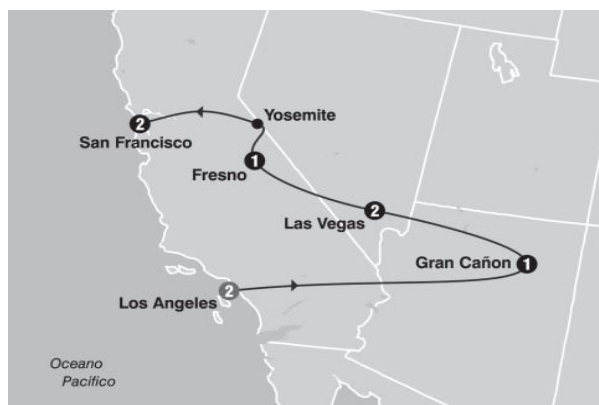 Yosemite
2
San Francisco
1
Fresno
2
Las Vegas
Gran Cañon 1
2
Los Angeles
Oceano
Pacifico